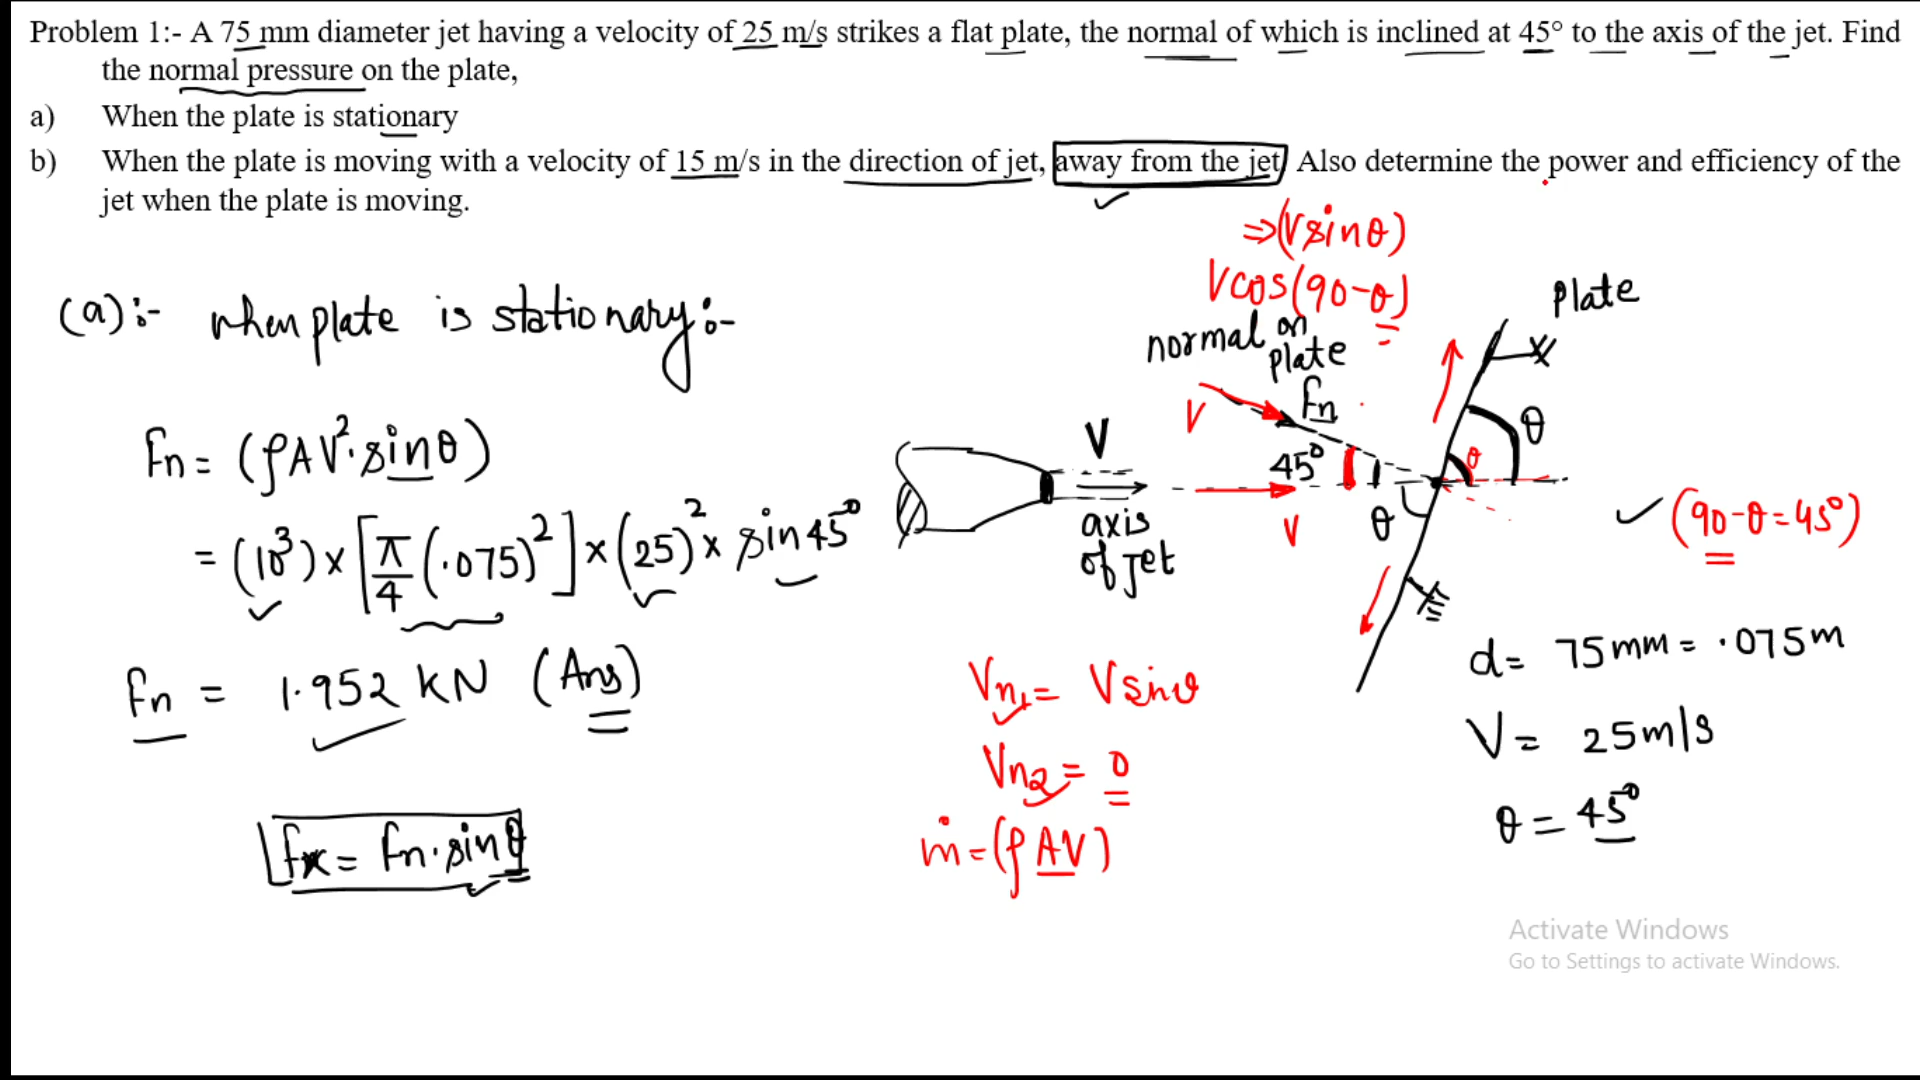 Problem 1:- A 75 mm diameter jet having a velocity of 25 m/s strikes a flat plate, the normal of which is inclined at 45° to the axis of the jet. Find
the normal pressure on the plate,
a) When the plate is stationary
b) When the plate is moving with a velocity of 15 m/s in the direction of jet, away from the jet. Also determine the power and efficiency of the
jet when the plate is moving.
⇒(Vsinθ)
Vcos(90-θ)
(a):- when plate is stationary:-
Plate
normal on
plate
Fn
V
θ
Fn = (ρAV².sinθ)
V
45°
θ
= (10³) × [π/4 (.075)²] × (25)² × sin45°
axis
of jet
V
θ
(90-θ=45°)
Fn = 1.952 kN (Ans)
Vn₁ = Vsinθ
d = 75mm = .075m
Vn₂ = 0
V = 25m/s
Fx = Fn.sinθ
ṁ = (ρAV)
θ = 45°
Activate Windows
Go to Settings to activate Windows.